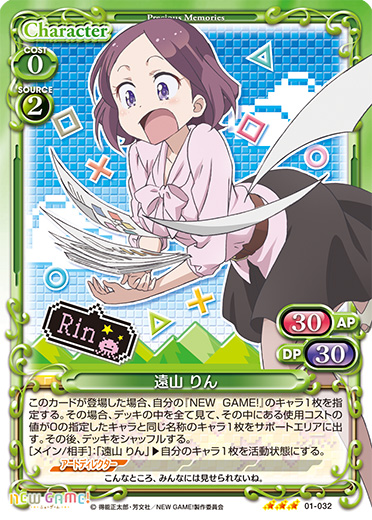 Precious Memories
Character
COST
0
SOURCE
2
Rin
30 AP
DP 30
遠山 りん
このカードが登場した場合、自分の『NEW GAME!』のキャラ1枚を指
定する。その場合、デッキの中を全て見て、その中にある使用コスト
の値が0の指定したキャラと同じ名称のキャラ1枚をサポートエリアに出
す。その後、デッキをシャッフルする。
[メイン/相手]:『遠山 りん』▶自分のキャラ1枚を活動状態にする。
アートディレクター
こんなところ、みんなには見せられないね。
NEW GAME!
© 得能正太郎・芳文社/NEW GAME!製作委員会
★★★ 01-032